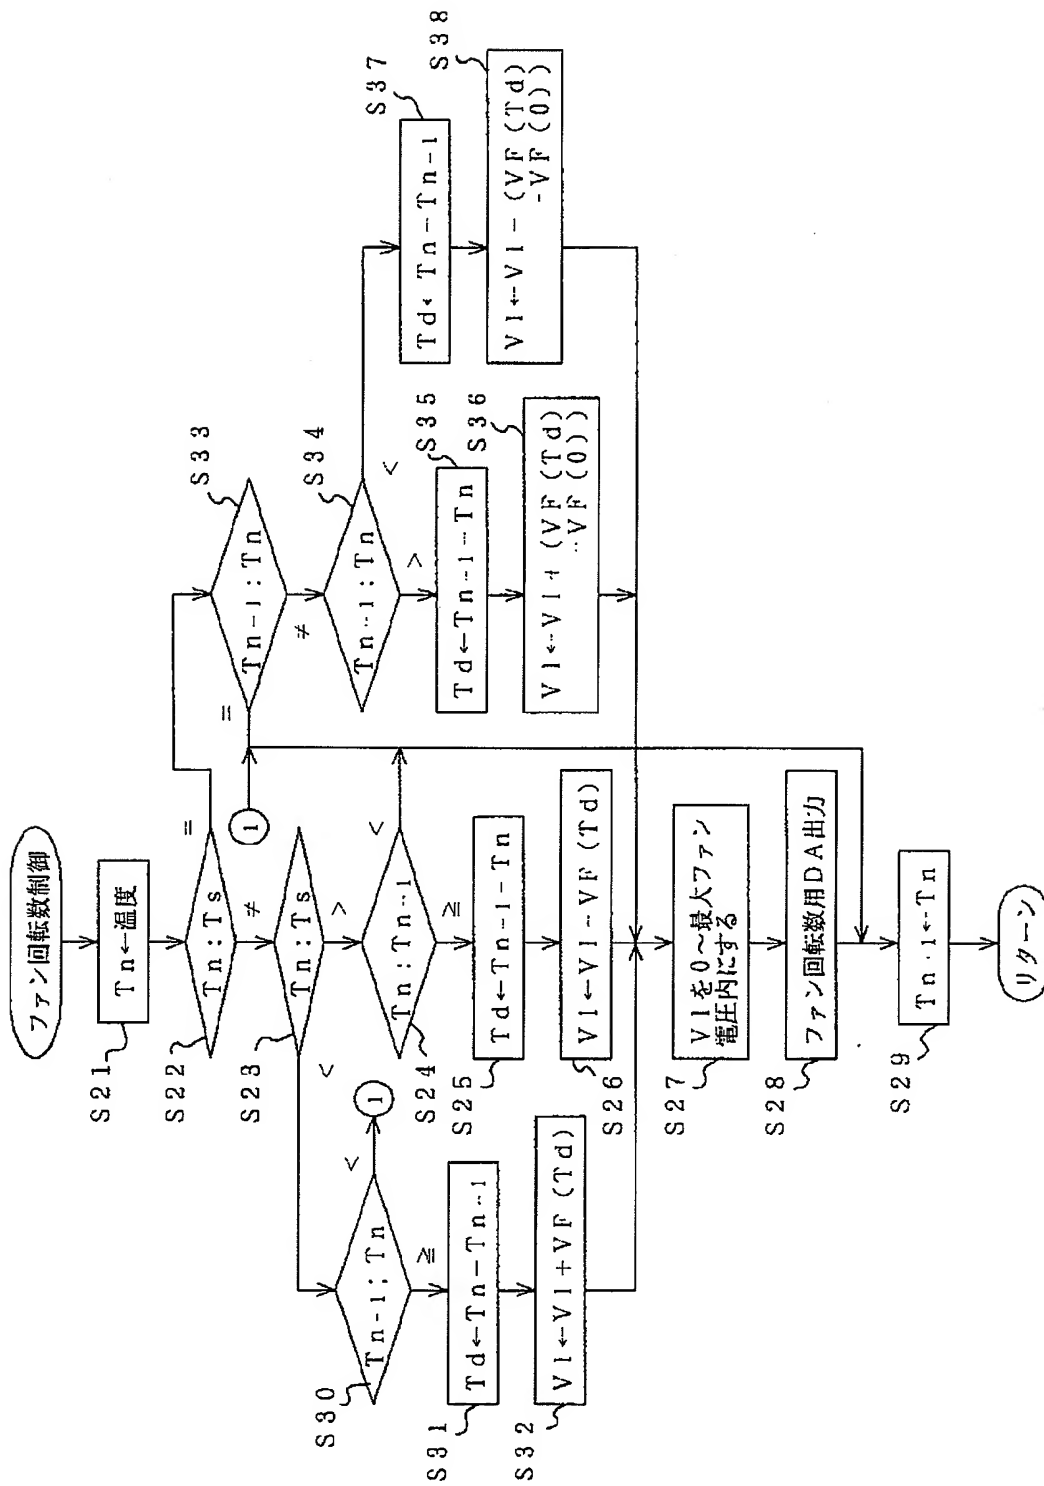 ファン回転数制御
S21
Tn←温度
S22
Tn:Ts
=
≠
S23
Tn:Ts
<
>
S24
Tn:Tn-1
<
≧
S25
Td←Tn-1-Tn
S26
V1←V1-VF(Td)
S27
V1を0〜最大ファン
電圧内にする
S28
ファン回転数用DA出力
S29
Tn-1←Tn
リターン
S30
Tn-1:Tn
<
1
≧
S31
Td←Tn-Tn-1
S32
V1←V1+VF(Td)
1
S33
Tn-1:Tn
=
≠
S34
Tn-1:Tn
<
>
S35
Td←Tn-1-Tn
S36
V1←V1+(VF(Td)
-VF(0))
S37
Td←Tn-Tn-1
S38
V1←V1-(VF(Td)
-VF(0))